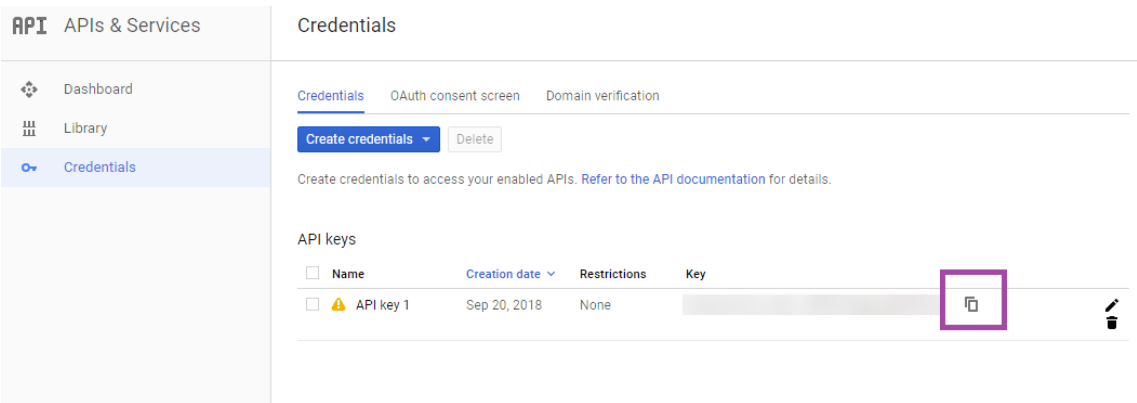 API APIs & Services
Credentials
Dashboard
Library
Credentials
Credentials OAuth consent screen Domain verification
Create credentials Delete
Create credentials to access your enabled APIs. Refer to the API documentation for details.
API keys
Name Creation date Restrictions Key
API key 1 Sep 20, 2018 None